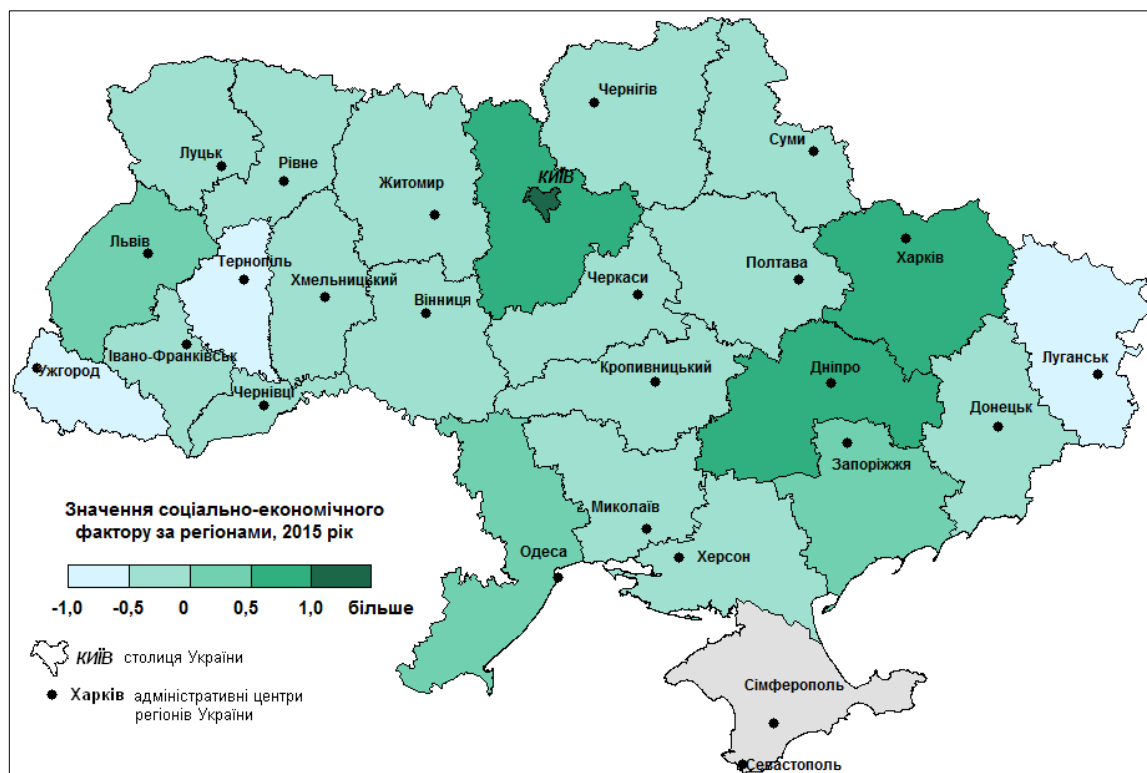 Чернігів
Суми
Луцьк
Рівне
КИЇВ
Житомир
Львів
Харків
Тернопіль
Полтава
Хмельницький
Черкаси
Вінниця
Івано-Франківськ
Луганськ
Ужгород
Кропивницький
Дніпро
Чернівці
Донецьк
Запоріжжя
Миколаїв
Значення соціально-економічного
фактору за регіонами, 2015 рік
Одеса
Херсон
-1,0 -0,5 0 0,5 1,0 більше
КИЇВ столиця України
Харків адміністративні центри
регіонів України
Сімферополь
Севастополь